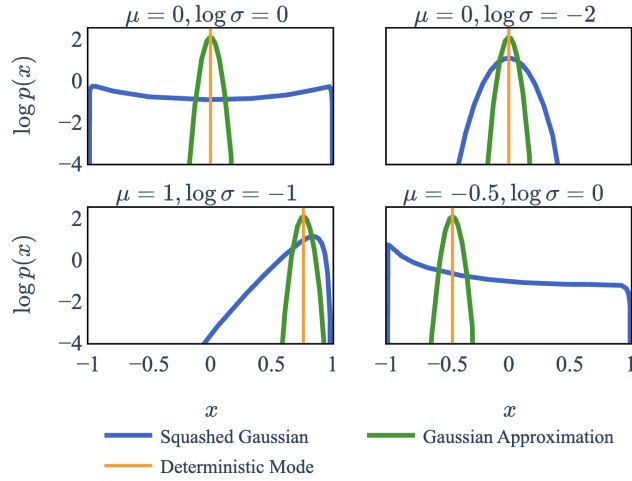 μ = 0, log σ = 0
μ = 0, log σ = −2
log p(x)
2
0
−2
−4
μ = 1, log σ = −1
μ = −0.5, log σ = 0
log p(x)
2
0
−2
−4
−1 −0.5 0 0.5 1
−1 −0.5 0 0.5 1
x
x
Squashed Gaussian
Gaussian Approximation
Deterministic Mode